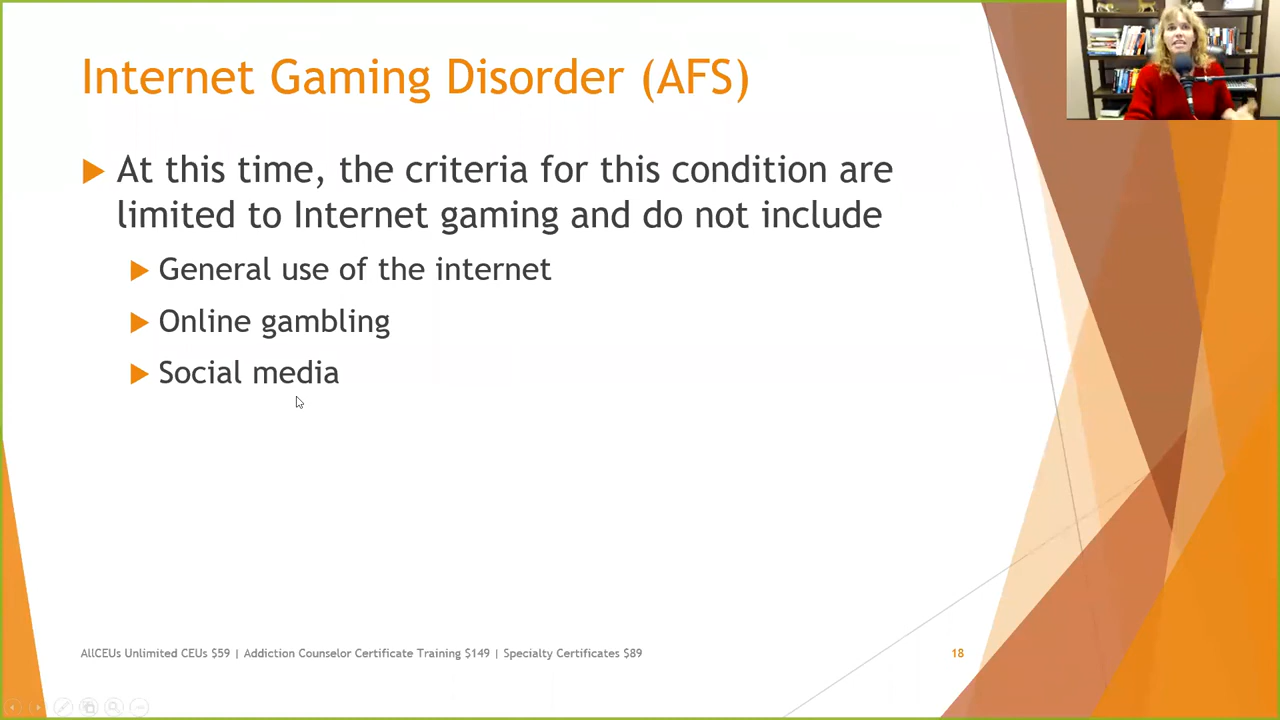 Internet Gaming Disorder (AFS)
At this time, the criteria for this condition are
limited to Internet gaming and do not include
General use of the internet
Online gambling
Social media
AllCEUs Unlimited CEUs $59 | Addiction Counselor Certificate Training $149 | Specialty Certificates $89
18